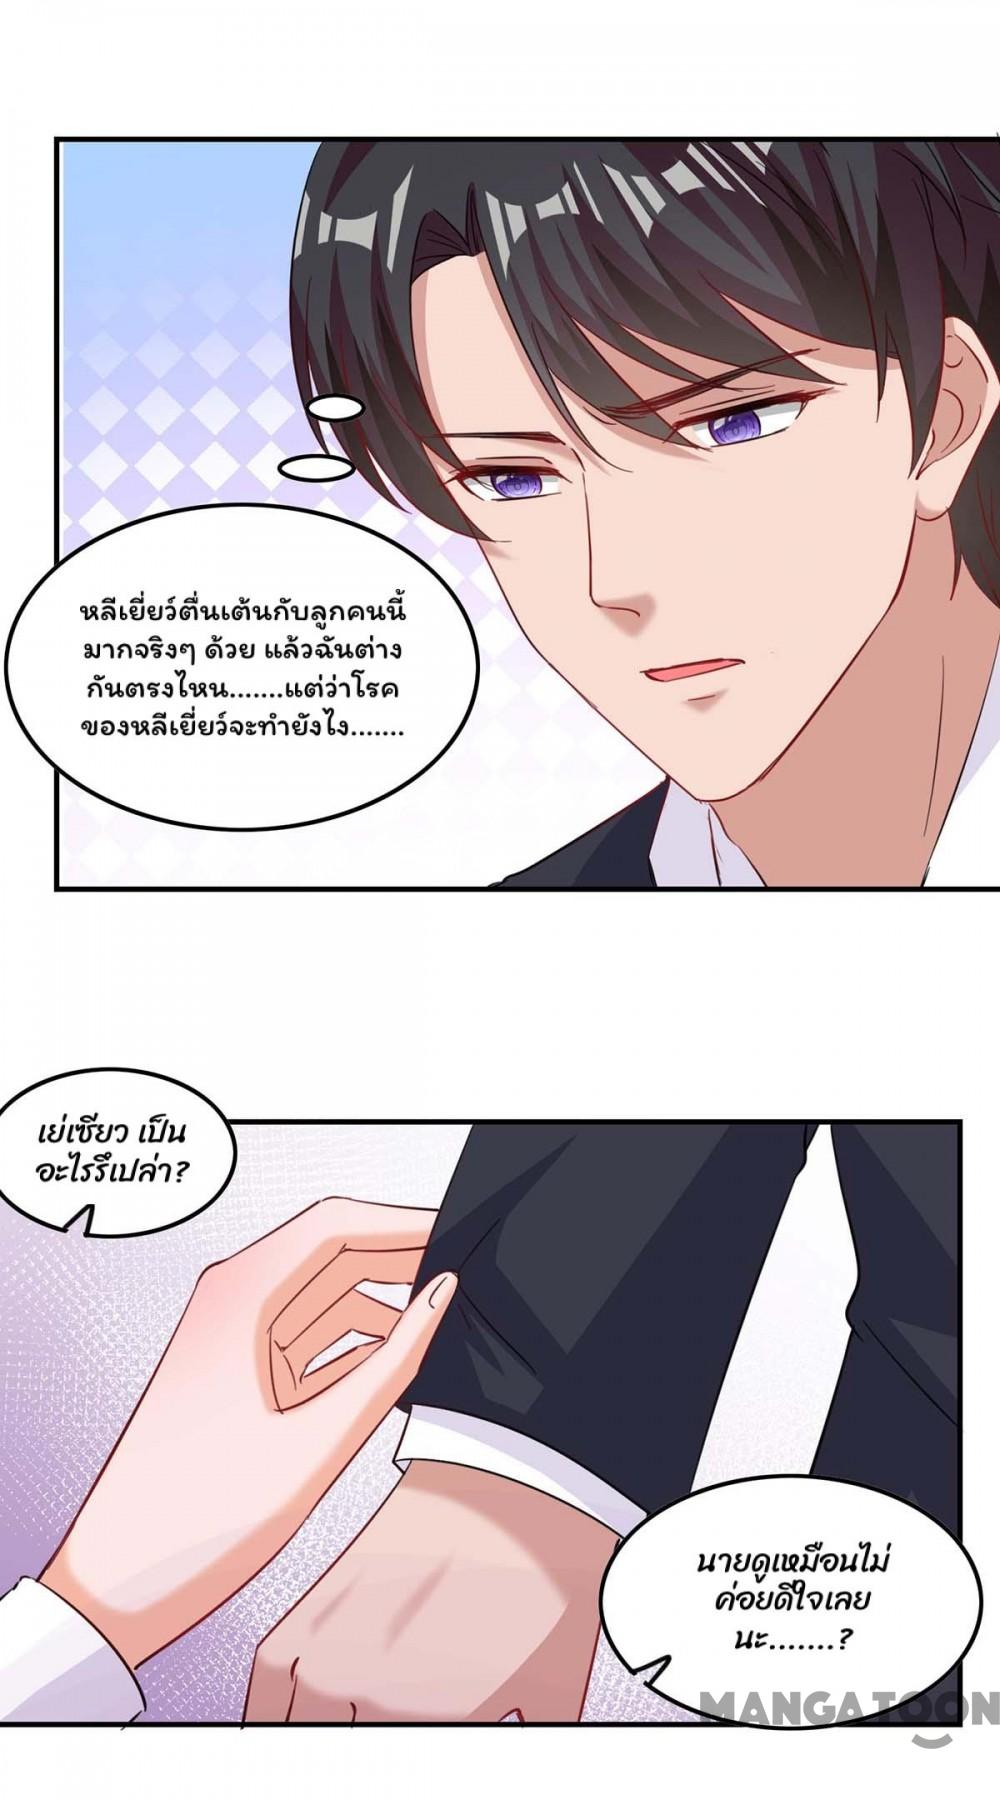 หลีเยี่ยว์ตื่นเต้นกับลูกคนนี้
มากจริงๆ ด้วย แล้วฉันต่าง
กันตรงไหน.......แต่ว่าโรค
ของหลีเยี่ยว์จะทำยังไง.......
เย่เซียว เป็น
อะไรรึเปล่า?
นายดูเหมือนไม่
ค่อยดีใจเลย
นะ.......?
MANGATOON